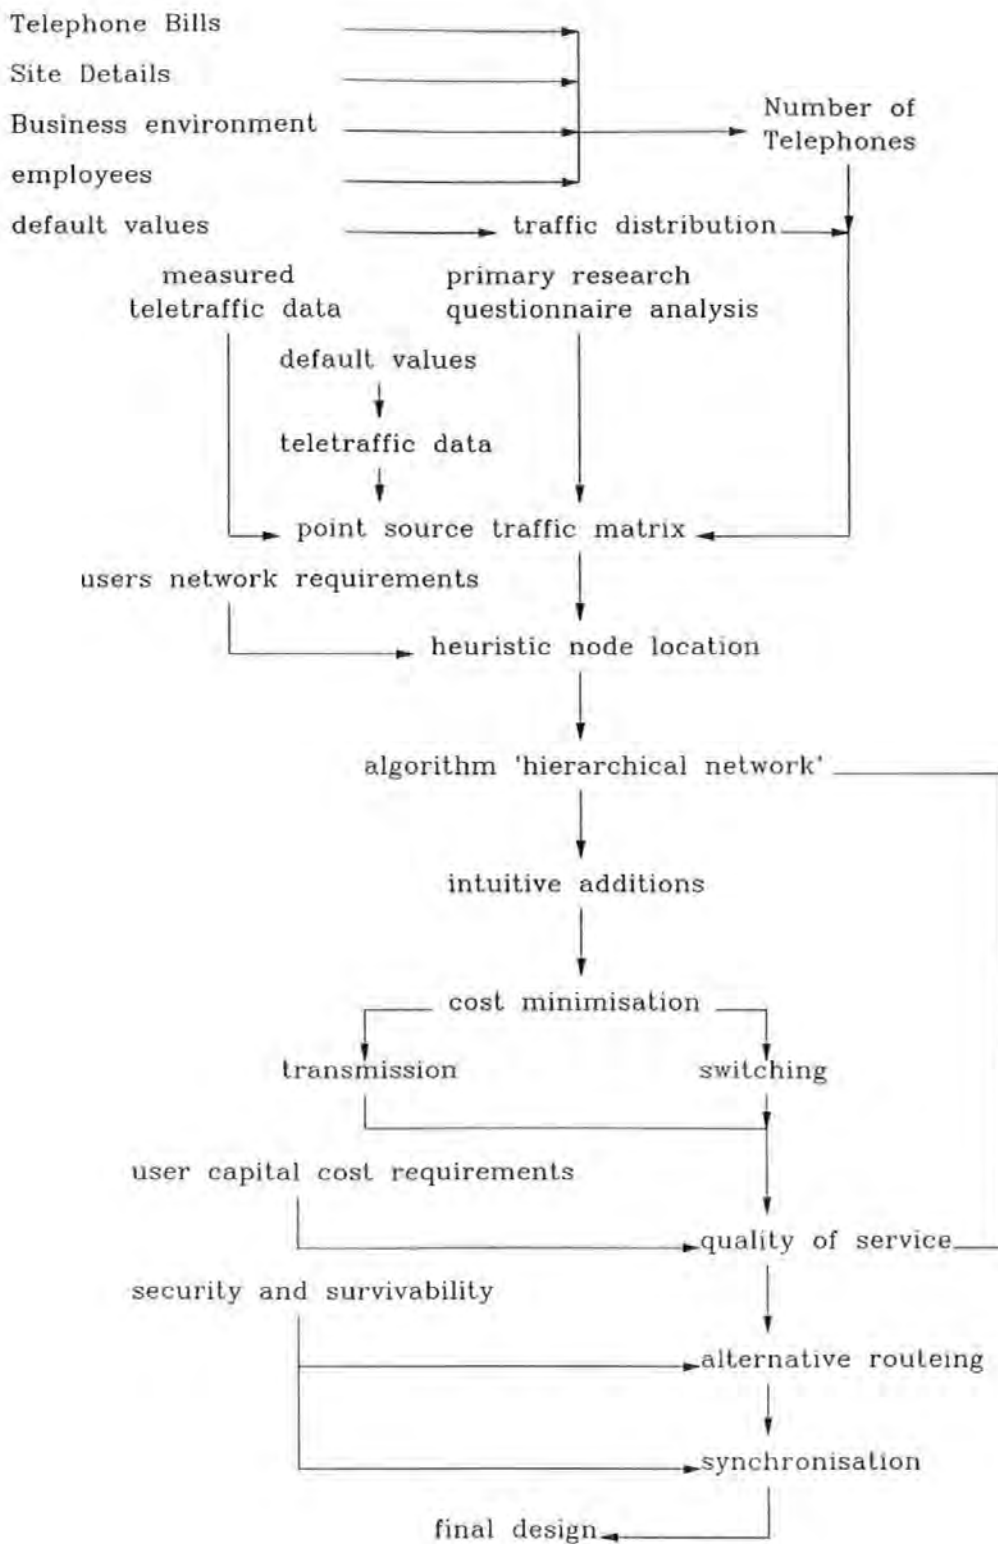 Telephone Bills
Site Details
Business environment
employees
Number of
Telephones
default values
traffic distribution
measured
teletraffic data
primary research
questionnaire analysis
default values
teletraffic data
point source traffic matrix
users network requirements
heuristic node location
algorithm 'hierarchical network'
intuitive additions
cost minimisation
transmission
switching
user capital cost requirements
quality of service
security and survivability
alternative routeing
synchronisation
final design